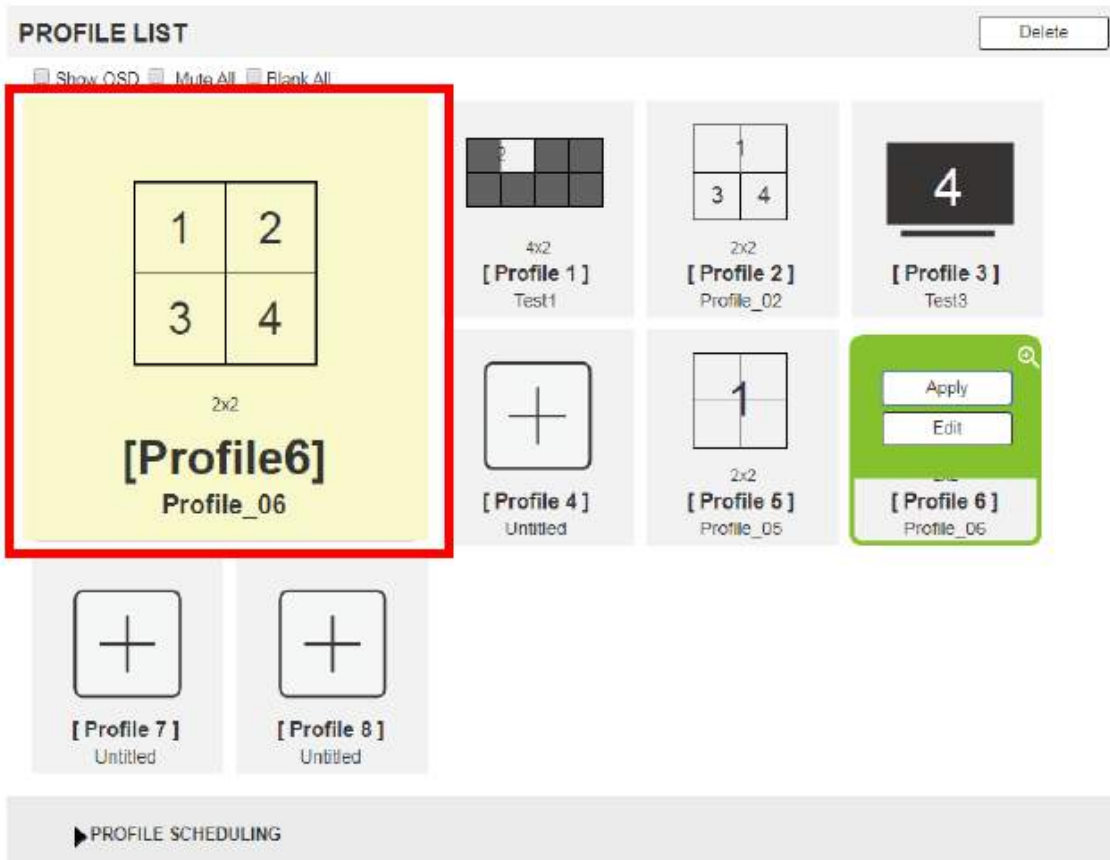 PROFILE LIST
Delete
Show OSD Mute All Blank All
1 2
3 4
2x2
[Profile6]
Profile_06
2
4x2
[ Profile 1 ]
Test1
1
3 4
2x2
[ Profile 2 ]
Profile_02
4
[ Profile 3 ]
Test3
[ Profile 4 ]
Untitled
1
2x2
[ Profile 5 ]
Profile_05
Apply
Edit
[ Profile 6 ]
Profile_06
[ Profile 7 ]
Untitled
[ Profile 8 ]
Untitled
PROFILE SCHEDULING